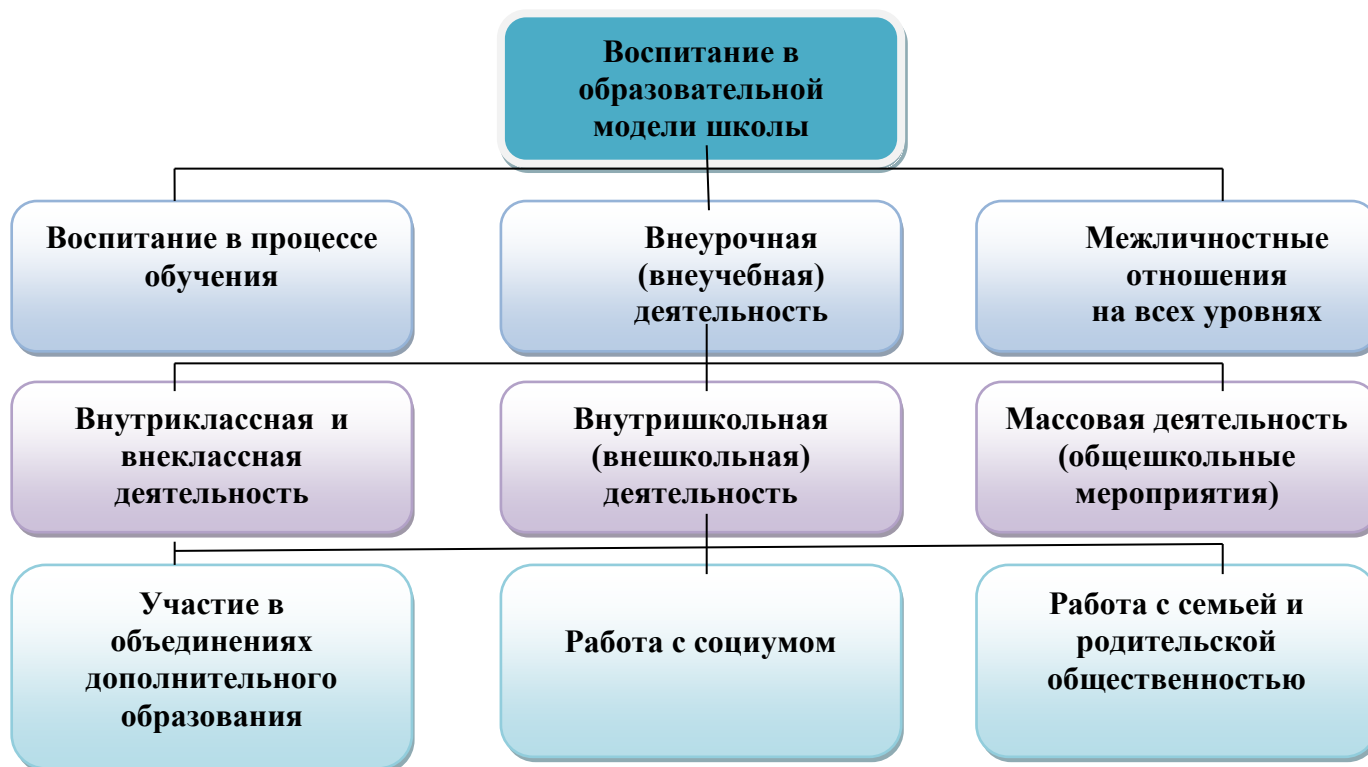 Воспитание в
образовательной
модели школы
Воспитание в процессе
обучения
Внеурочная
(внеучебная)
деятельность
Межличностные
отношения
на всех уровнях
Внутриклассная и
внеклассная
деятельность
Внутришкольная
(внешкольная)
деятельность
Массовая деятельность
(общешкольные
мероприятия)
Участие в
объединениях
дополнительного
образования
Работа с социумом
Работа с семьей и
родительской
общественностью